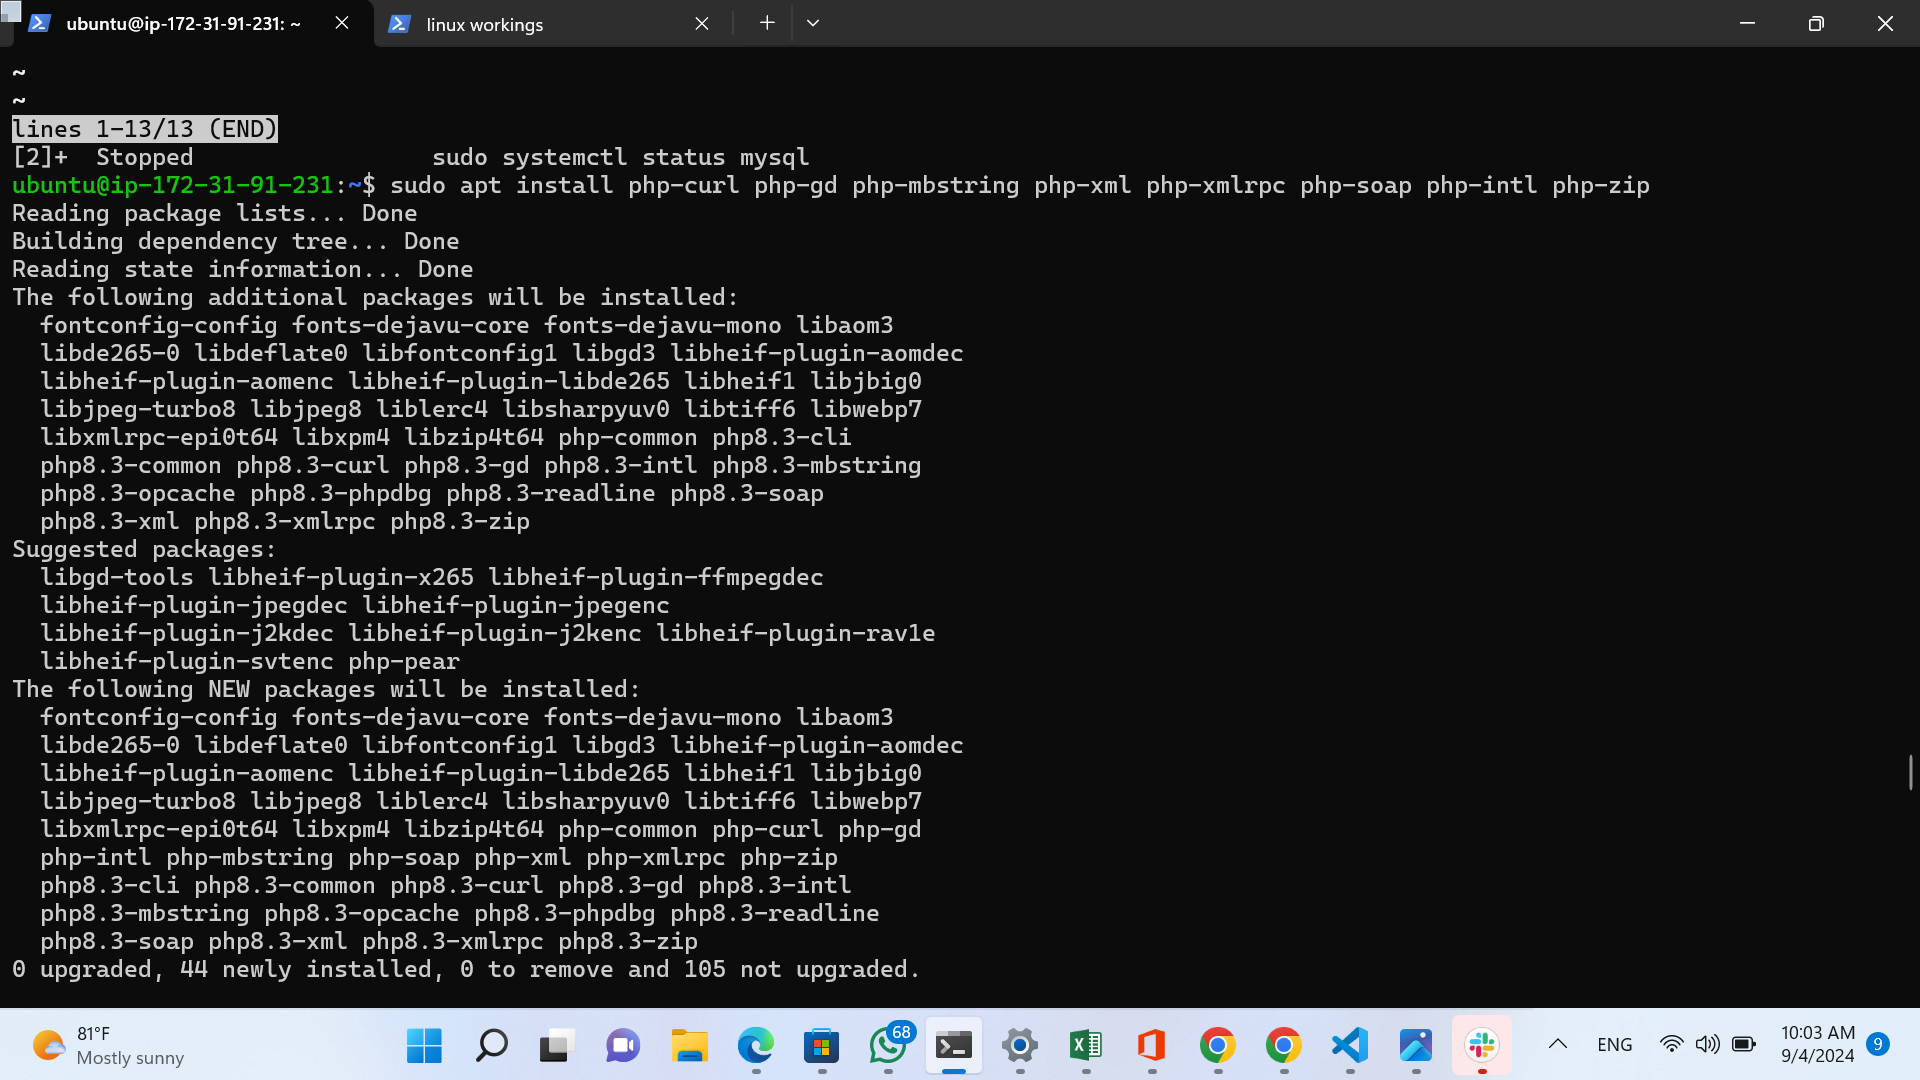 ubuntu@ip-172-31-91-231: ~
linux workings
~
~
lines 1-13/13 (END)
[2]+  Stopped                 sudo systemctl status mysql
ubuntu@ip-172-31-91-231:~$ sudo apt install php-curl php-gd php-mbstring php-xml php-xmlrpc php-soap php-intl php-zip
Reading package lists... Done
Building dependency tree... Done
Reading state information... Done
The following additional packages will be installed:
  fontconfig-config fonts-dejavu-core fonts-dejavu-mono libaom3
  libde265-0 libdeflate0 libfontconfig1 libgd3 libheif-plugin-aomdec
  libheif-plugin-aomenc libheif-plugin-libde265 libheif1 libjbig0
  libjpeg-turbo8 libjpeg8 liblerc4 libsharpyuv0 libtiff6 libwebp7
  libxmlrpc-epi0t64 libxpm4 libzip4t64 php-common php8.3-cli
  php8.3-common php8.3-curl php8.3-gd php8.3-intl php8.3-mbstring
  php8.3-opcache php8.3-phpdbg php8.3-readline php8.3-soap
  php8.3-xml php8.3-xmlrpc php8.3-zip
Suggested packages:
  libgd-tools libheif-plugin-x265 libheif-plugin-ffmpegdec
  libheif-plugin-jpegdec libheif-plugin-jpegenc
  libheif-plugin-j2kdec libheif-plugin-j2kenc libheif-plugin-rav1e
  libheif-plugin-svtenc php-pear
The following NEW packages will be installed:
  fontconfig-config fonts-dejavu-core fonts-dejavu-mono libaom3
  libde265-0 libdeflate0 libfontconfig1 libgd3 libheif-plugin-aomdec
  libheif-plugin-aomenc libheif-plugin-libde265 libheif1 libjbig0
  libjpeg-turbo8 libjpeg8 liblerc4 libsharpyuv0 libtiff6 libwebp7
  libxmlrpc-epi0t64 libxpm4 libzip4t64 php-common php-curl php-gd
  php-intl php-mbstring php-soap php-xml php-xmlrpc php-zip
  php8.3-cli php8.3-common php8.3-curl php8.3-gd php8.3-intl
  php8.3-mbstring php8.3-opcache php8.3-phpdbg php8.3-readline
  php8.3-soap php8.3-xml php8.3-xmlrpc php8.3-zip
0 upgraded, 44 newly installed, 0 to remove and 105 not upgraded.
81°F
Mostly sunny
68
ENG
10:03 AM
9/4/2024
9